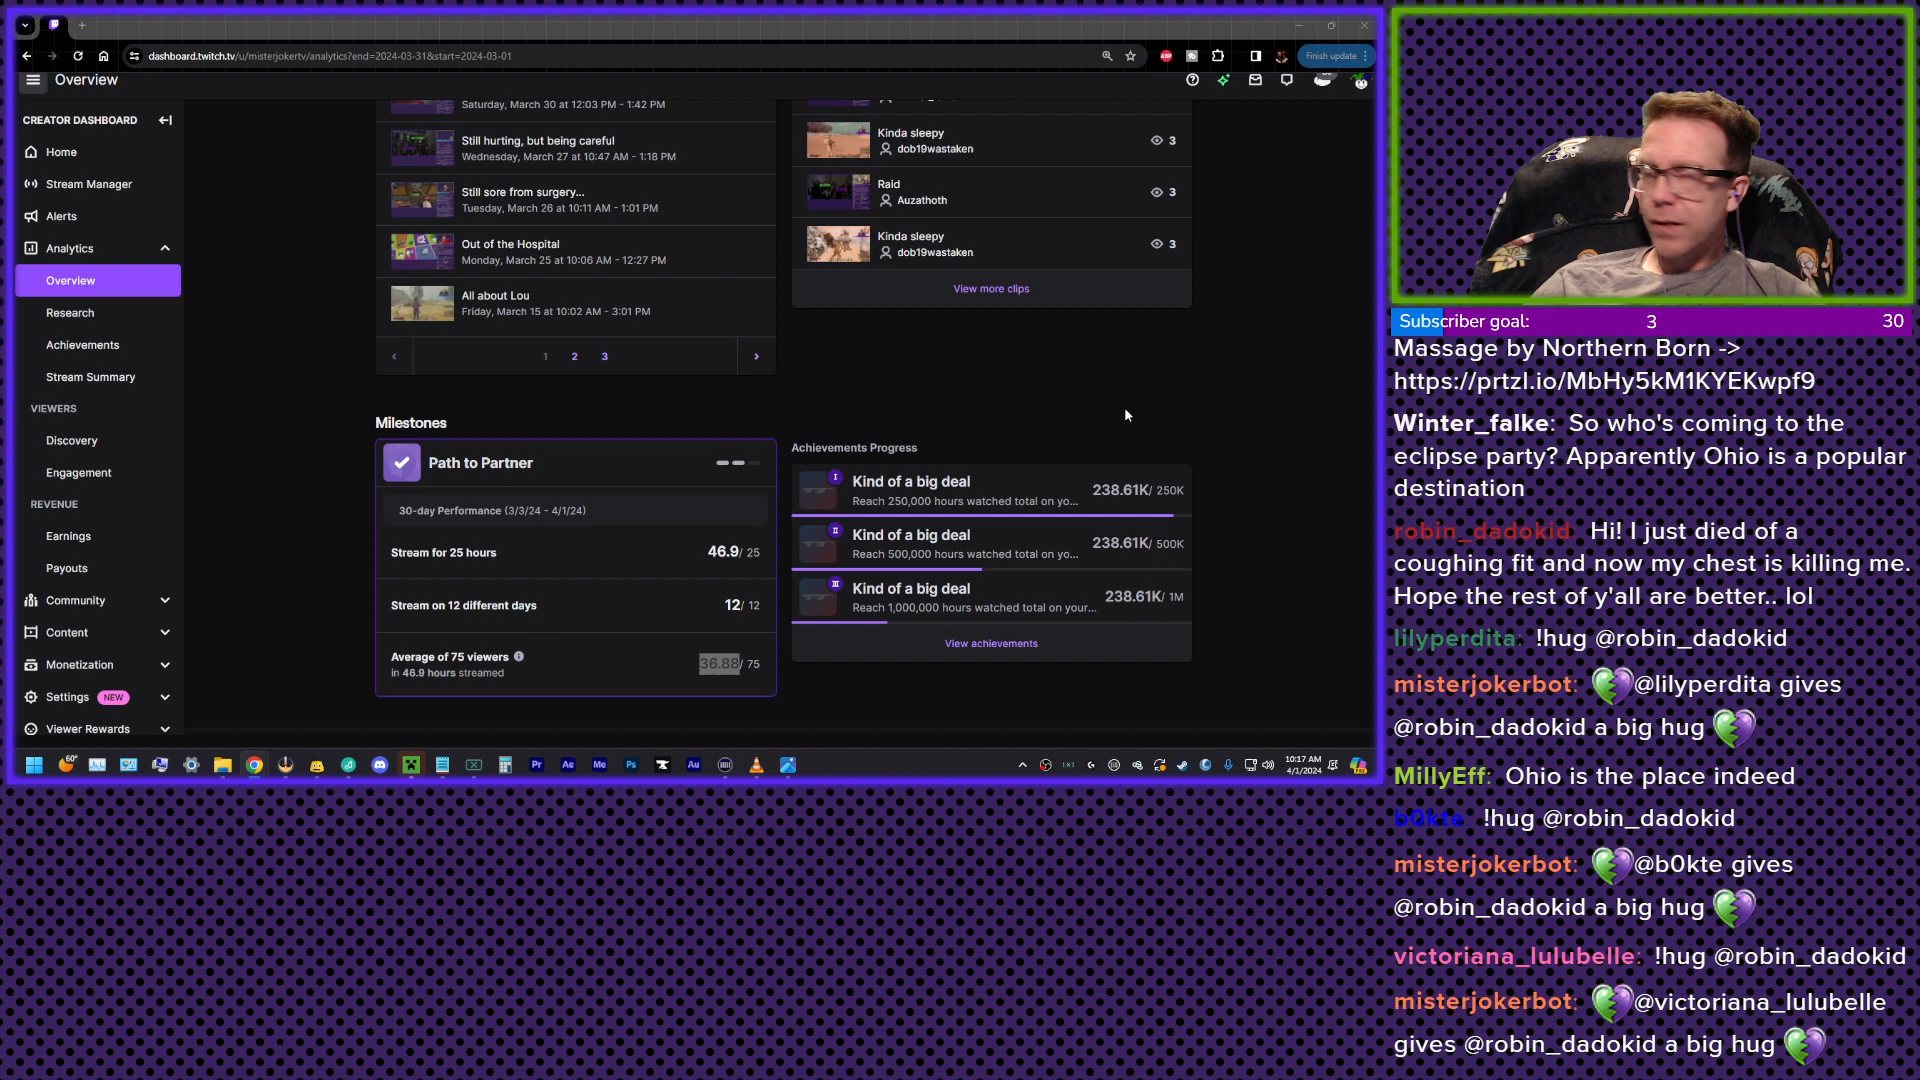 dashboard.twitch.tv/u/misterjokertv/analytics?end=2024-03-31&start=2024-03-01
Finish update
Overview
CREATOR DASHBOARD
Home
Stream Manager
Alerts
Analytics
Overview
Research
Achievements
Stream Summary
VIEWERS
Discovery
Engagement
REVENUE
Earnings
Payouts
Community
Content
Monetization
Settings NEW
Viewer Rewards
Saturday, March 30 at 12:03 PM - 1:42 PM
Still hurting, but being careful
Wednesday, March 27 at 10:47 AM - 1:18 PM
Still sore from surgery...
Tuesday, March 26 at 10:11 AM - 1:01 PM
Out of the Hospital
Monday, March 25 at 10:06 AM - 12:27 PM
All about Lou
Friday, March 15 at 10:02 AM - 3:01 PM
1 2 3
Kinda sleepy
dob19wastaken
3
Raid
Auzathoth
3
Kinda sleepy
dob19wastaken
3
View more clips
Milestones
Path to Partner
30-day Performance (3/3/24 - 4/1/24)
Stream for 25 hours 46.9/ 25
Stream on 12 different days 12/ 12
Average of 75 viewers
in 46.9 hours streamed
36.88/ 75
Achievements Progress
I
Kind of a big deal
Reach 250,000 hours watched total on yo...
238.61K/ 250K
II
Kind of a big deal
Reach 500,000 hours watched total on yo...
238.61K/ 500K
III
Kind of a big deal
Reach 1,000,000 hours watched total on your...
238.61K/ 1M
View achievements
60°
Pr Ae Me Ps Au
10:17 AM
4/1/2024
Subscriber goal: 3 30
Massage by Northern Born ->
https://prtzl.io/MbHy5kM1KYEKwpf9
Winter_falke: So who's coming to the
eclipse party? Apparently Ohio is a popular
destination
robin_dadokid: Hi! I just died of a
coughing fit and now my chest is killing me.
Hope the rest of y'all are better.. lol
lilyperdita: !hug @robin_dadokid
misterjokerbot: @lilyperdita gives
@robin_dadokid a big hug
MillyEff: Ohio is the place indeed
b0kte: !hug @robin_dadokid
misterjokerbot: @b0kte gives
@robin_dadokid a big hug
victoriana_lulubelle: !hug @robin_dadokid
misterjokerbot: @victoriana_lulubelle
gives @robin_dadokid a big hug